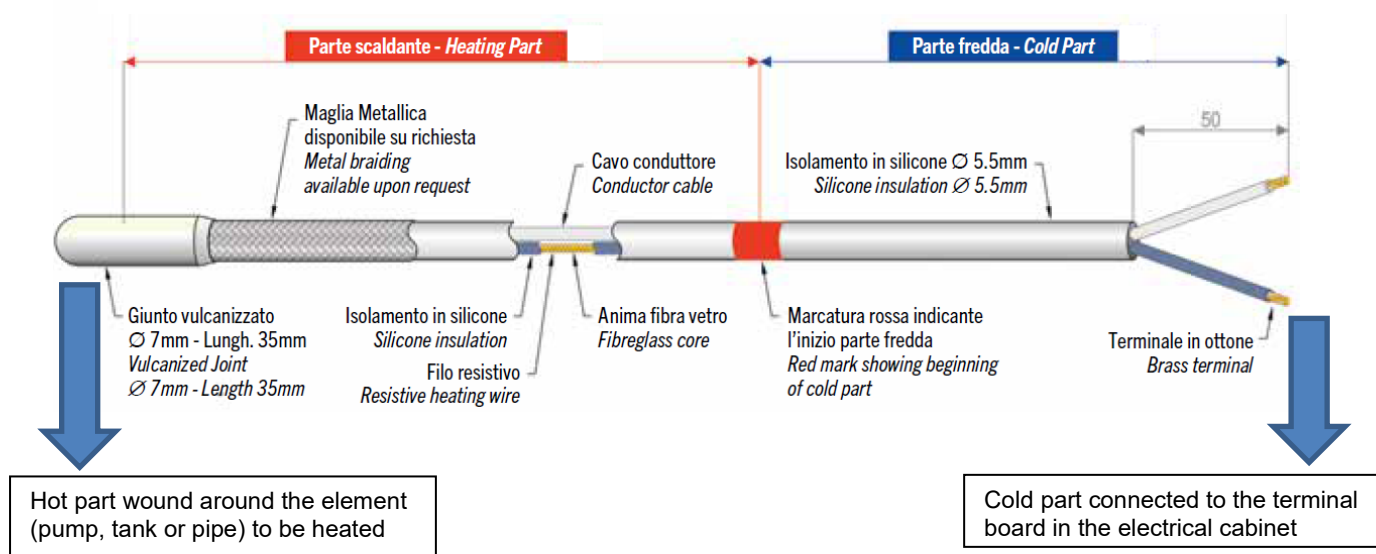 Parte scaldante - Heating Part
Parte fredda - Cold Part
Maglia Metallica
disponibile su richiesta
Metal braiding
available upon request
Cavo conduttore
Conductor cable
Isolamento in silicone Ø 5.5mm
Silicone insulation Ø 5.5mm
50
Giunto vulcanizzato
Ø 7mm - Lungh. 35mm
Vulcanized Joint
Ø 7mm - Length 35mm
Isolamento in silicone
Silicone insulation
Filo resistivo
Resistive heating wire
Anima fibra vetro
Fibreglass core
Marcatura rossa indicante
l'inizio parte fredda
Red mark showing beginning
of cold part
Terminale in ottone
Brass terminal
Hot part wound around the element
(pump, tank or pipe) to be heated
Cold part connected to the terminal
board in the electrical cabinet